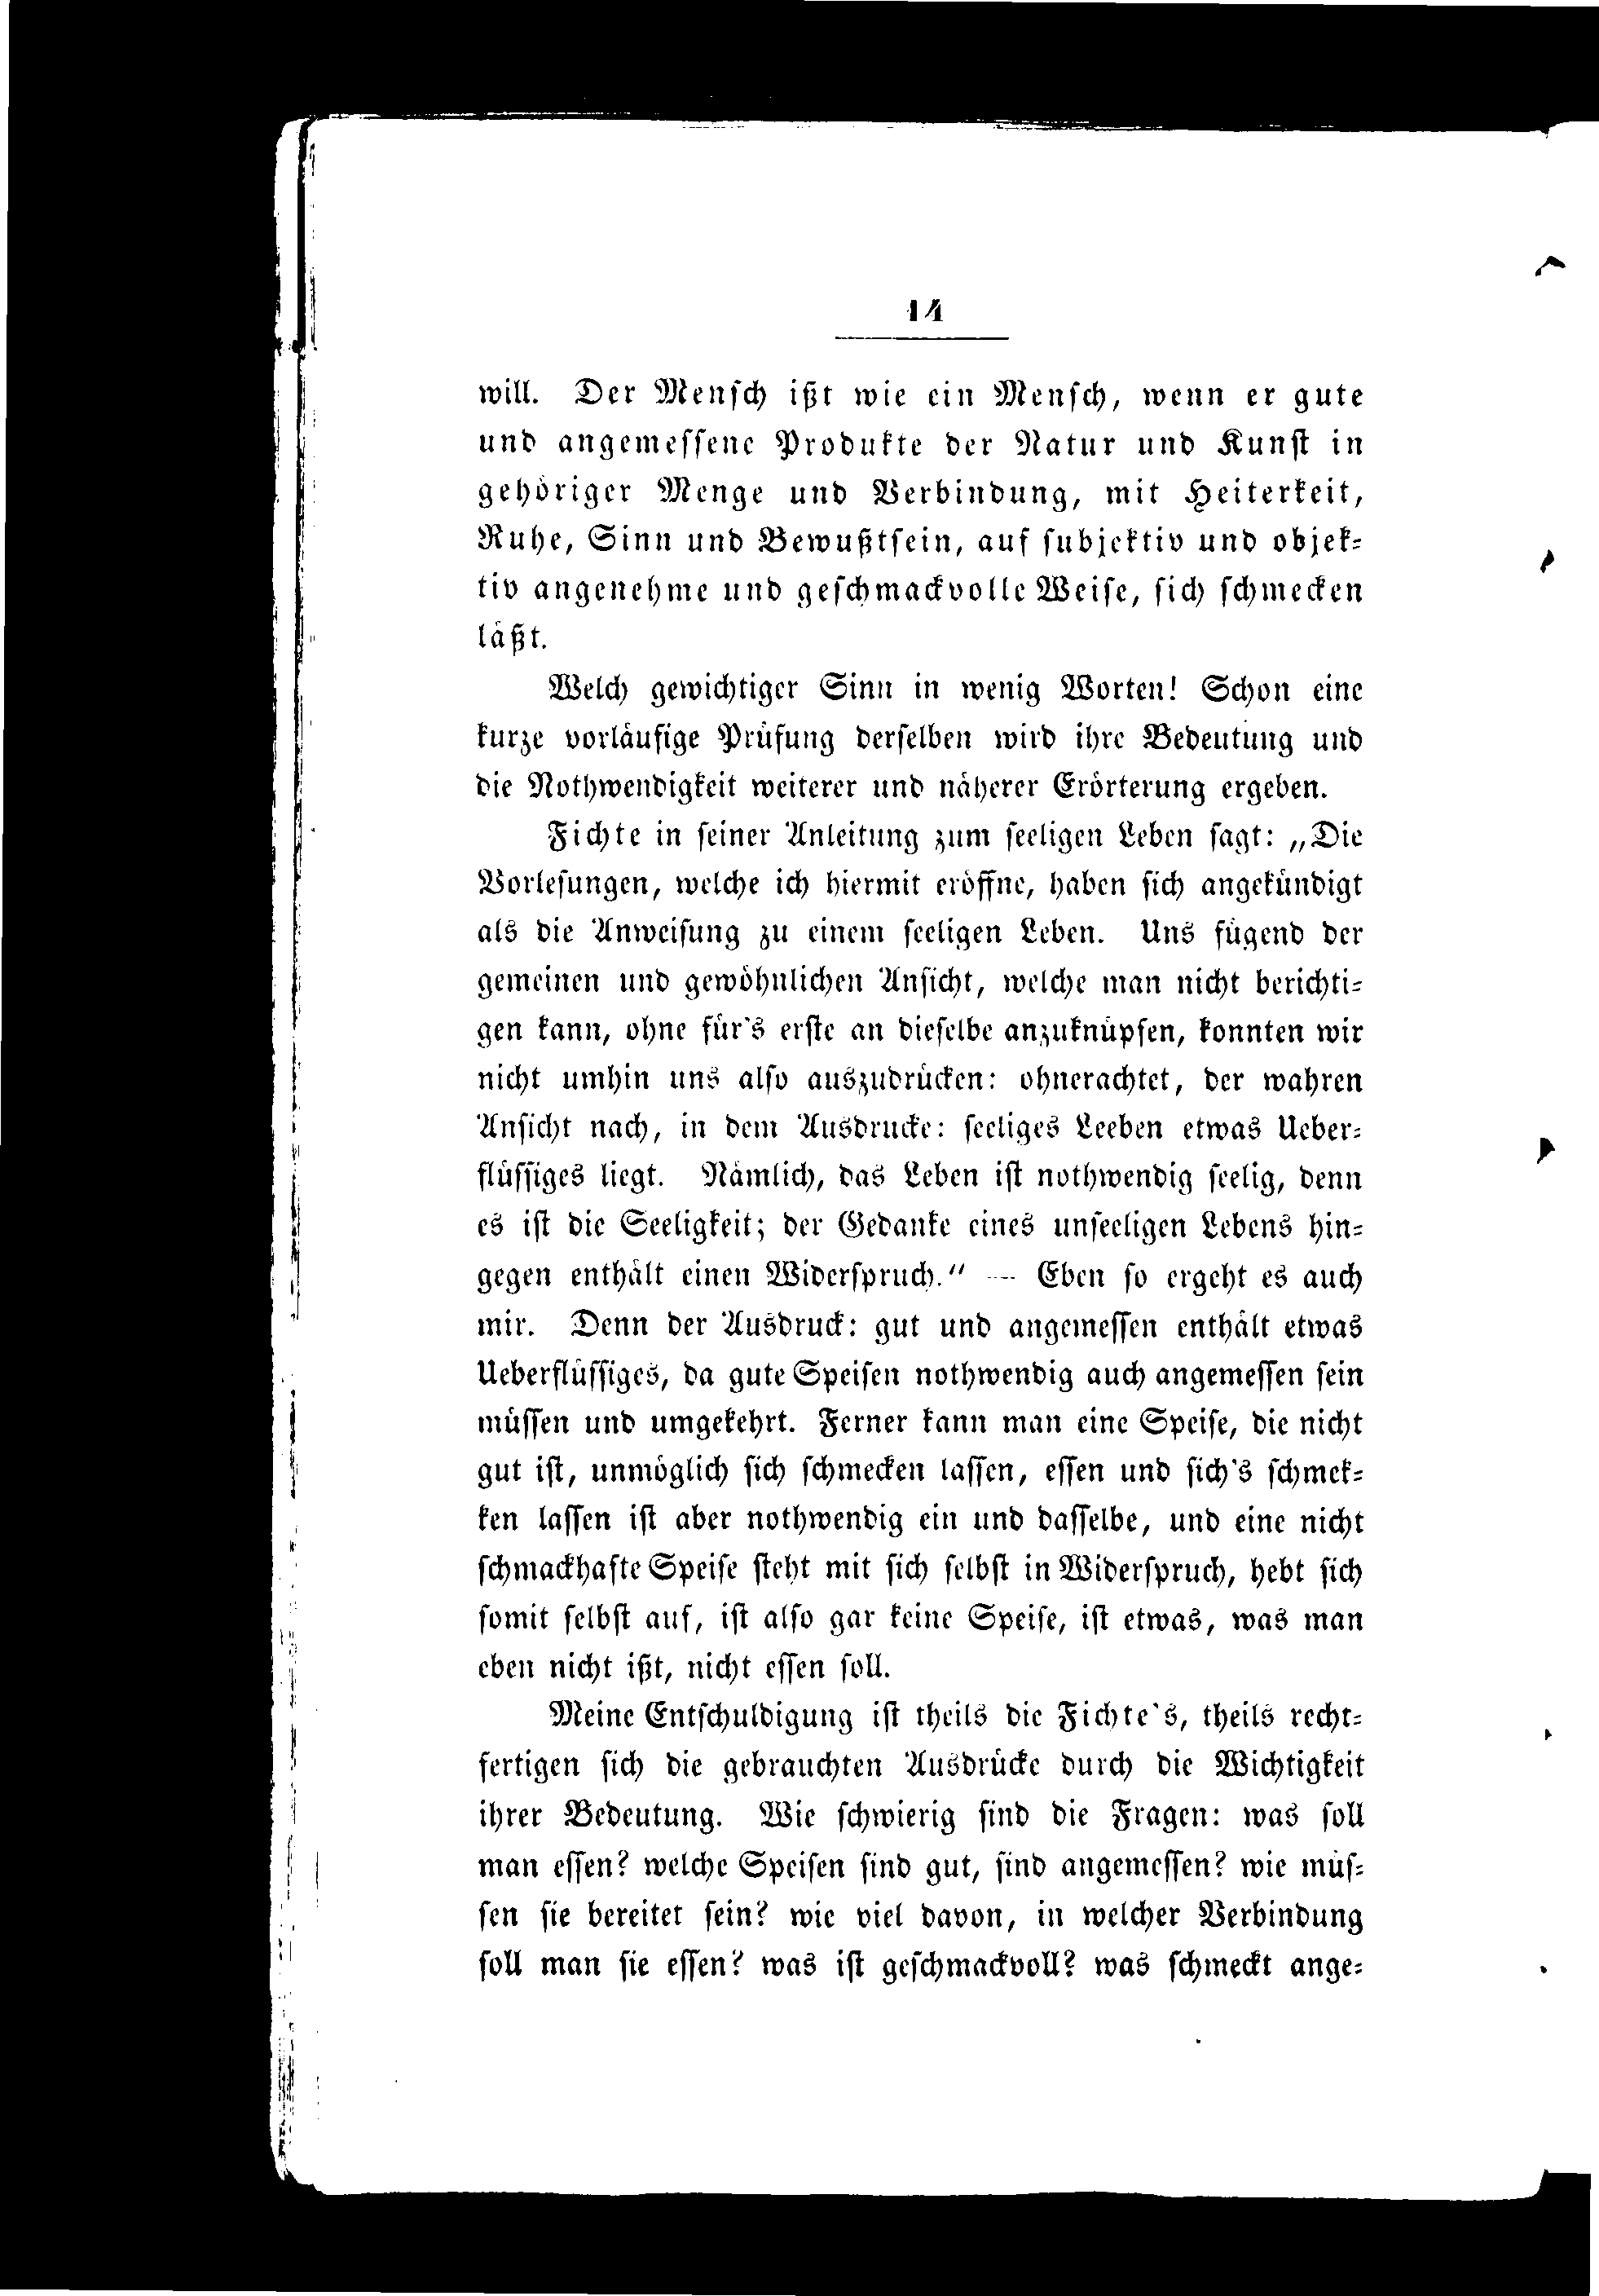 14
will. Der Mensch ißt wie ein Mensch, wenn er gute
und angemessene Produkte der Natur und Kunst in
gehöriger Menge und Verbindung, mit Heiterkeit,
Ruhe, Sinn und Bewußtsein, auf subjektiv und objek-
tiv angenehme und geschmackvolle Weise, sich schmecken
läßt.
Welch gewichtiger Sinn in wenig Worten! Schon eine
kurze vorläufige Prüfung derselben wird ihre Bedeutung und
die Nothwendigkeit weiterer und näherer Erörterung ergeben.
Fichte in seiner Anleitung zum seeligen Leben sagt: „Die
Vorlesungen, welche ich hiermit eröffne, haben sich angekündigt
als die Anweisung zu einem seeligen Leben. Uns fügend der
gemeinen und gewöhnlichen Ansicht, welche man nicht berichti-
gen kann, ohne für's erste an dieselbe anzuknüpfen, konnten wir
nicht umhin uns also auszudrücken: ohnerachtet, der wahren
Ansicht nach, in dem Ausdrucke: seeliges Leeben etwas Ueber-
flüssiges liegt. Nämlich, das Leben ist nothwendig seelig, denn
es ist die Seeligkeit; der Gedanke eines unseeligen Lebens hin-
gegen enthält einen Widerspruch.“ — Eben so ergeht es auch
mir. Denn der Ausdruck: gut und angemessen enthält etwas
Ueberflüssiges, da gute Speisen nothwendig auch angemessen sein
müssen und umgekehrt. Ferner kann man eine Speise, die nicht
gut ist, unmöglich sich schmecken lassen, essen und sich's schmek-
ken lassen ist aber nothwendig ein und dasselbe, und eine nicht
schmackhafte Speise steht mit sich selbst in Widerspruch, hebt sich
somit selbst auf, ist also gar keine Speise, ist etwas, was man
eben nicht ißt, nicht essen soll.
Meine Entschuldigung ist theils die Fichte's, theils recht-
fertigen sich die gebrauchten Ausdrücke durch die Wichtigkeit
ihrer Bedeutung. Wie schwierig sind die Fragen: was soll
man essen? welche Speisen sind gut, sind angemessen? wie müs-
sen sie bereitet sein? wie viel davon, in welcher Verbindung
soll man sie essen? was ist geschmackvoll? was schmeckt ange-